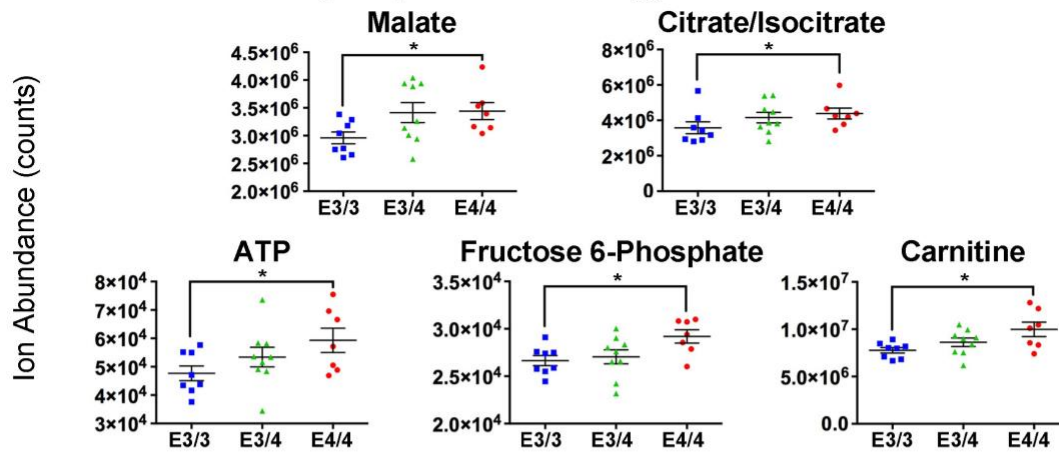 Ion Abundance (counts)
Malate
*
4.5×10⁶
4.0×10⁶
3.5×10⁶
3.0×10⁶
2.5×10⁶
2.0×10⁶
E3/3 E3/4 E4/4
Citrate/Isocitrate
*
8×10⁶
6×10⁶
4×10⁶
2×10⁶
0
E3/3 E3/4 E4/4
ATP
*
8×10⁴
7×10⁴
6×10⁴
5×10⁴
4×10⁴
3×10⁴
E3/3 E3/4 E4/4
Fructose 6-Phosphate
*
3.5×10⁴
3.0×10⁴
2.5×10⁴
2.0×10⁴
E3/3 E3/4 E4/4
Carnitine
*
1.5×10⁷
1.0×10⁷
5.0×10⁶
0.0
E3/3 E3/4 E4/4